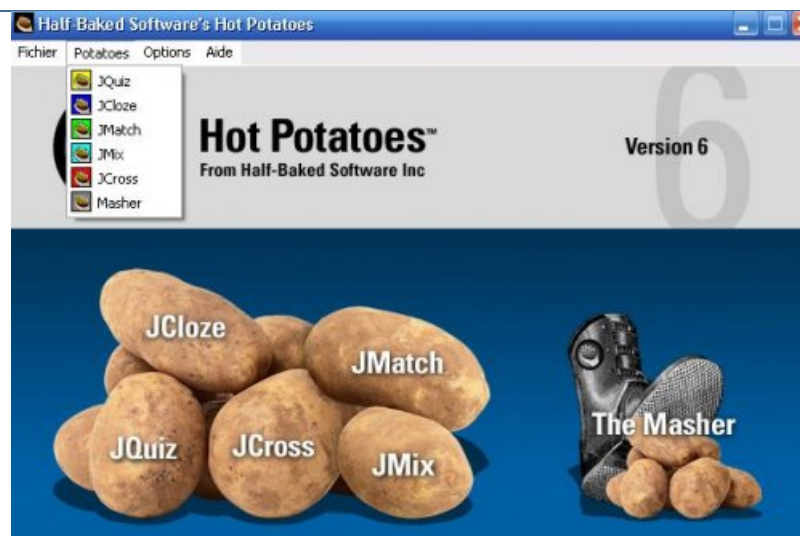 Half-Baked Software's Hot Potatoes
Fichier Potatoes Options Aide
JQuiz
JCloze
JMatch
JMix
JCross
Masher
Hot Potatoes™
From Half-Baked Software Inc
Version 6
6
JCloze
JMatch
JQuiz
JCross
JMix
The Masher